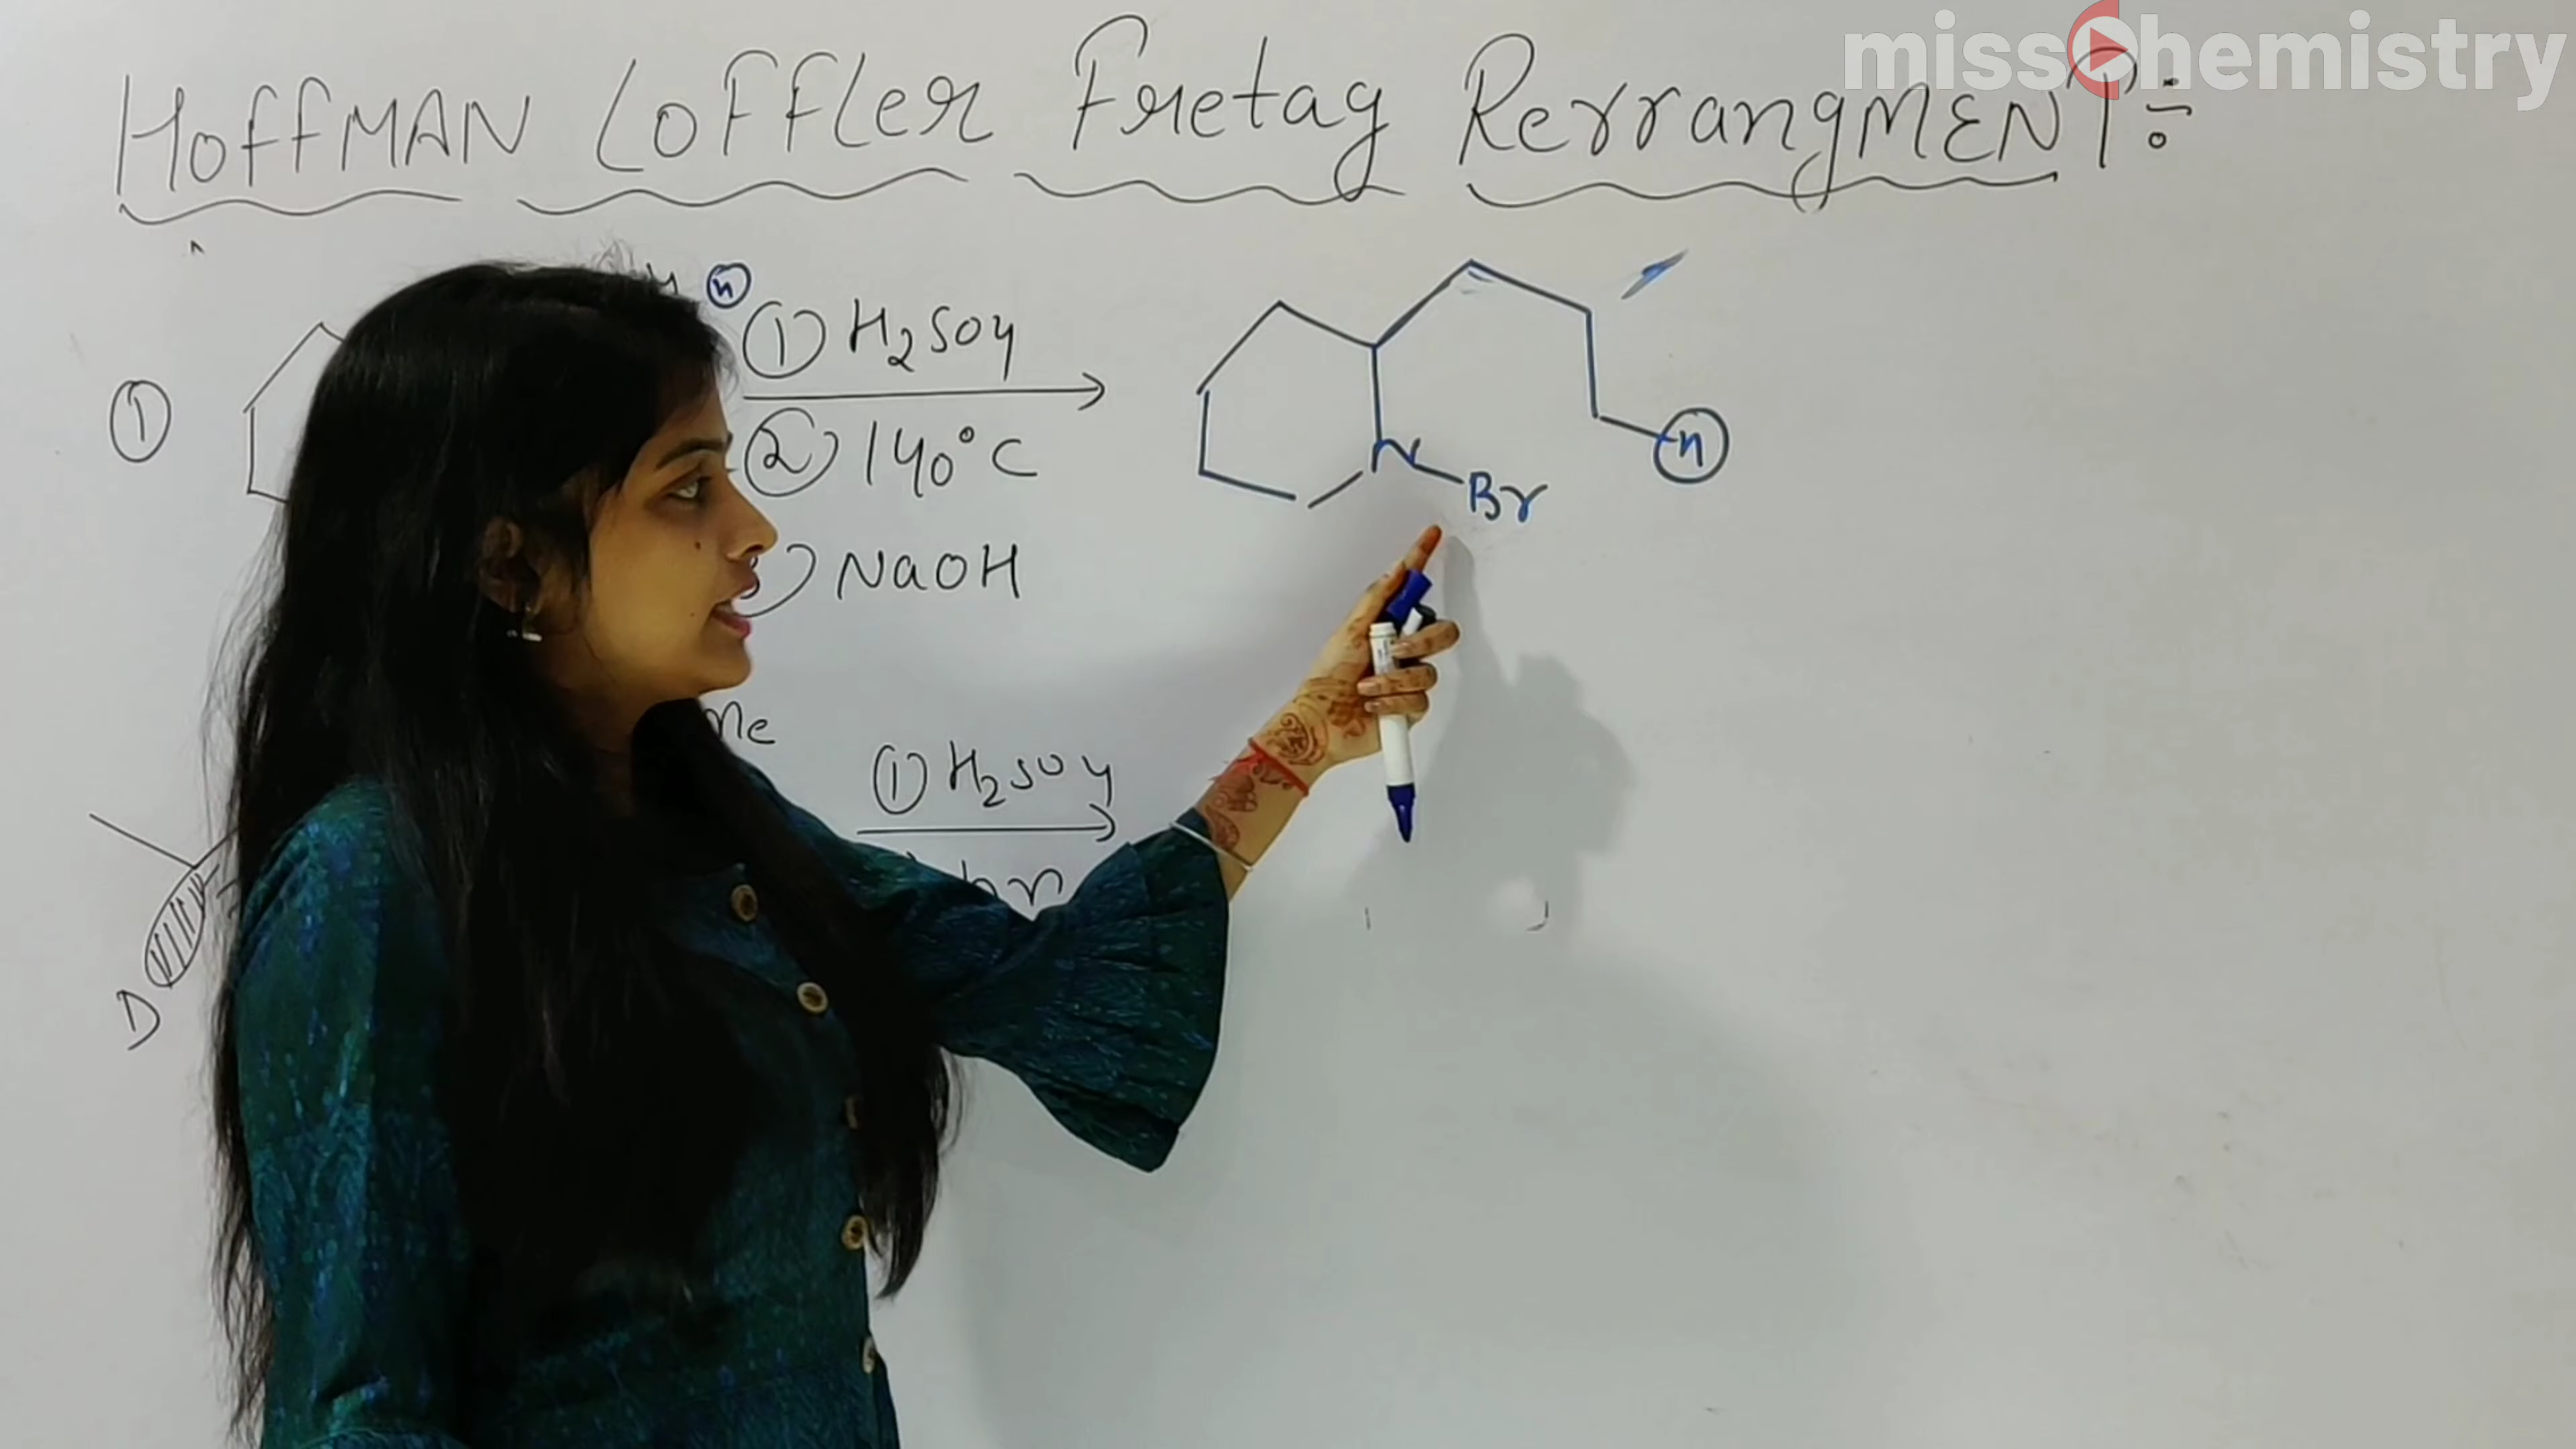 missChemistry
HOFFMAN LOFFLER Fretag RerrangMENT:
① H2SO4
② 140°C
NaOH
①
N
Br
H
Me
① H2SO4
D